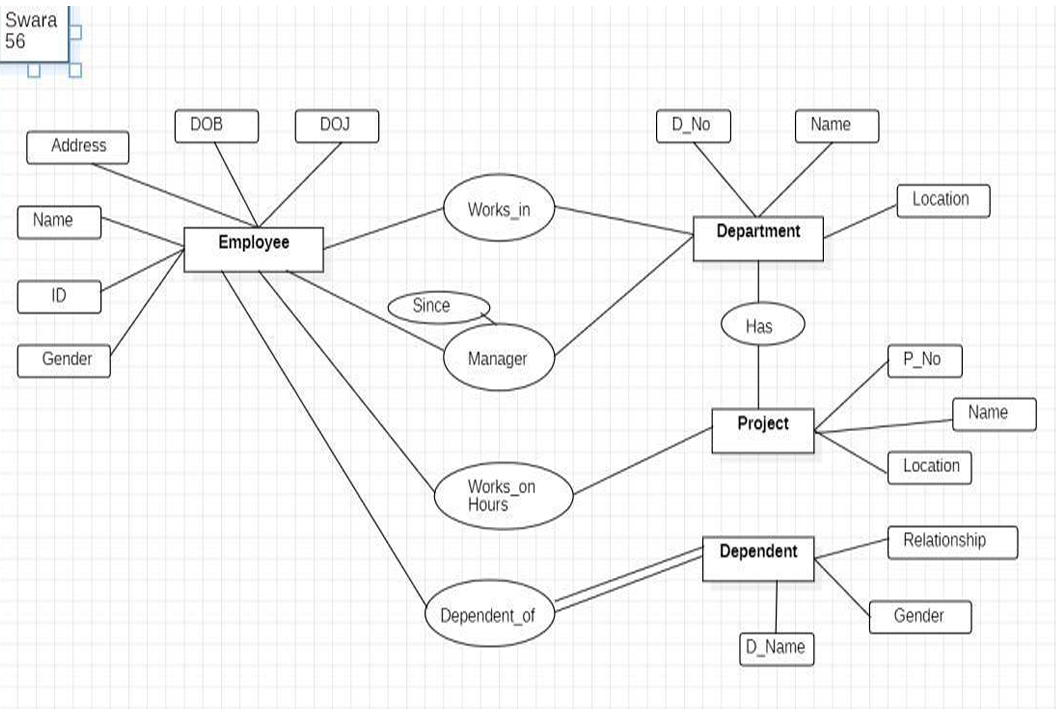 Swara
56
DOB
DOJ
D_No
Name
Address
Location
Name
Works_in
Employee
Department
ID
Since
Has
Gender
Manager
P_No
Name
Project
Location
Works_on
Hours
Relationship
Dependent
Dependent_of
Gender
D_Name